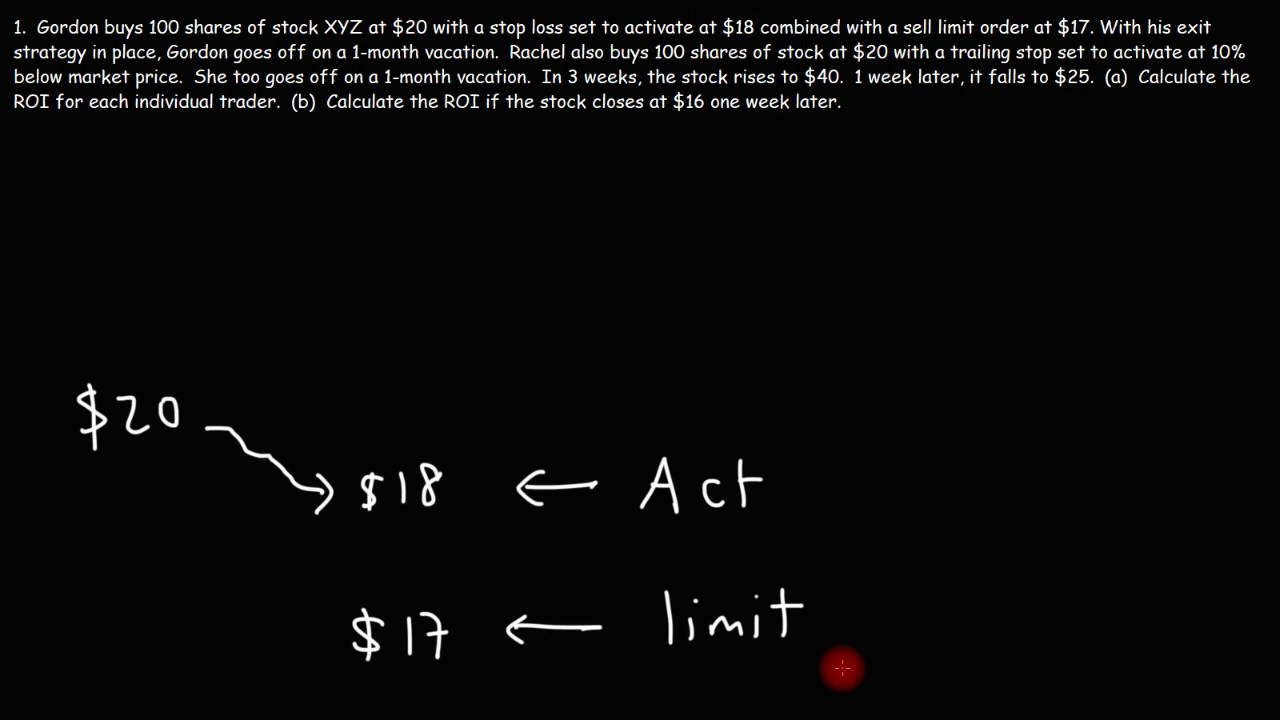 1. Gordon buys 100 shares of stock XYZ at $20 with a stop loss set to activate at $18 combined with a sell limit order at $17. With his exit
strategy in place, Gordon goes off on a 1-month vacation. Rachel also buys 100 shares of stock at $20 with a trailing stop set to activate at 10%
below market price. She too goes off on a 1-month vacation. In 3 weeks, the stock rises to $40. 1 week later, it falls to $25. (a) Calculate the
ROI for each individual trader. (b) Calculate the ROI if the stock closes at $16 one week later.
$20
$18 ← Act
$17 ← limit